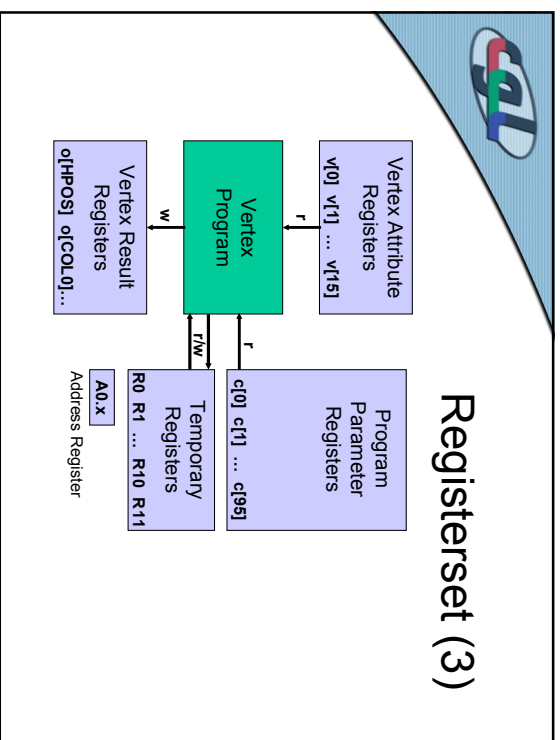 Registerset (3)
Vertex Attribute
Registers
v[0] v[1] ... v[15]
r
Vertex
Program
w
Vertex Result
Registers
o[HPOS] o[COL0]...
Program
Parameter
Registers
c[0] c[1] ... c[95]
r
r/w
Temporary
Registers
R0 R1 ... R10 R11
A0.x
Address Register